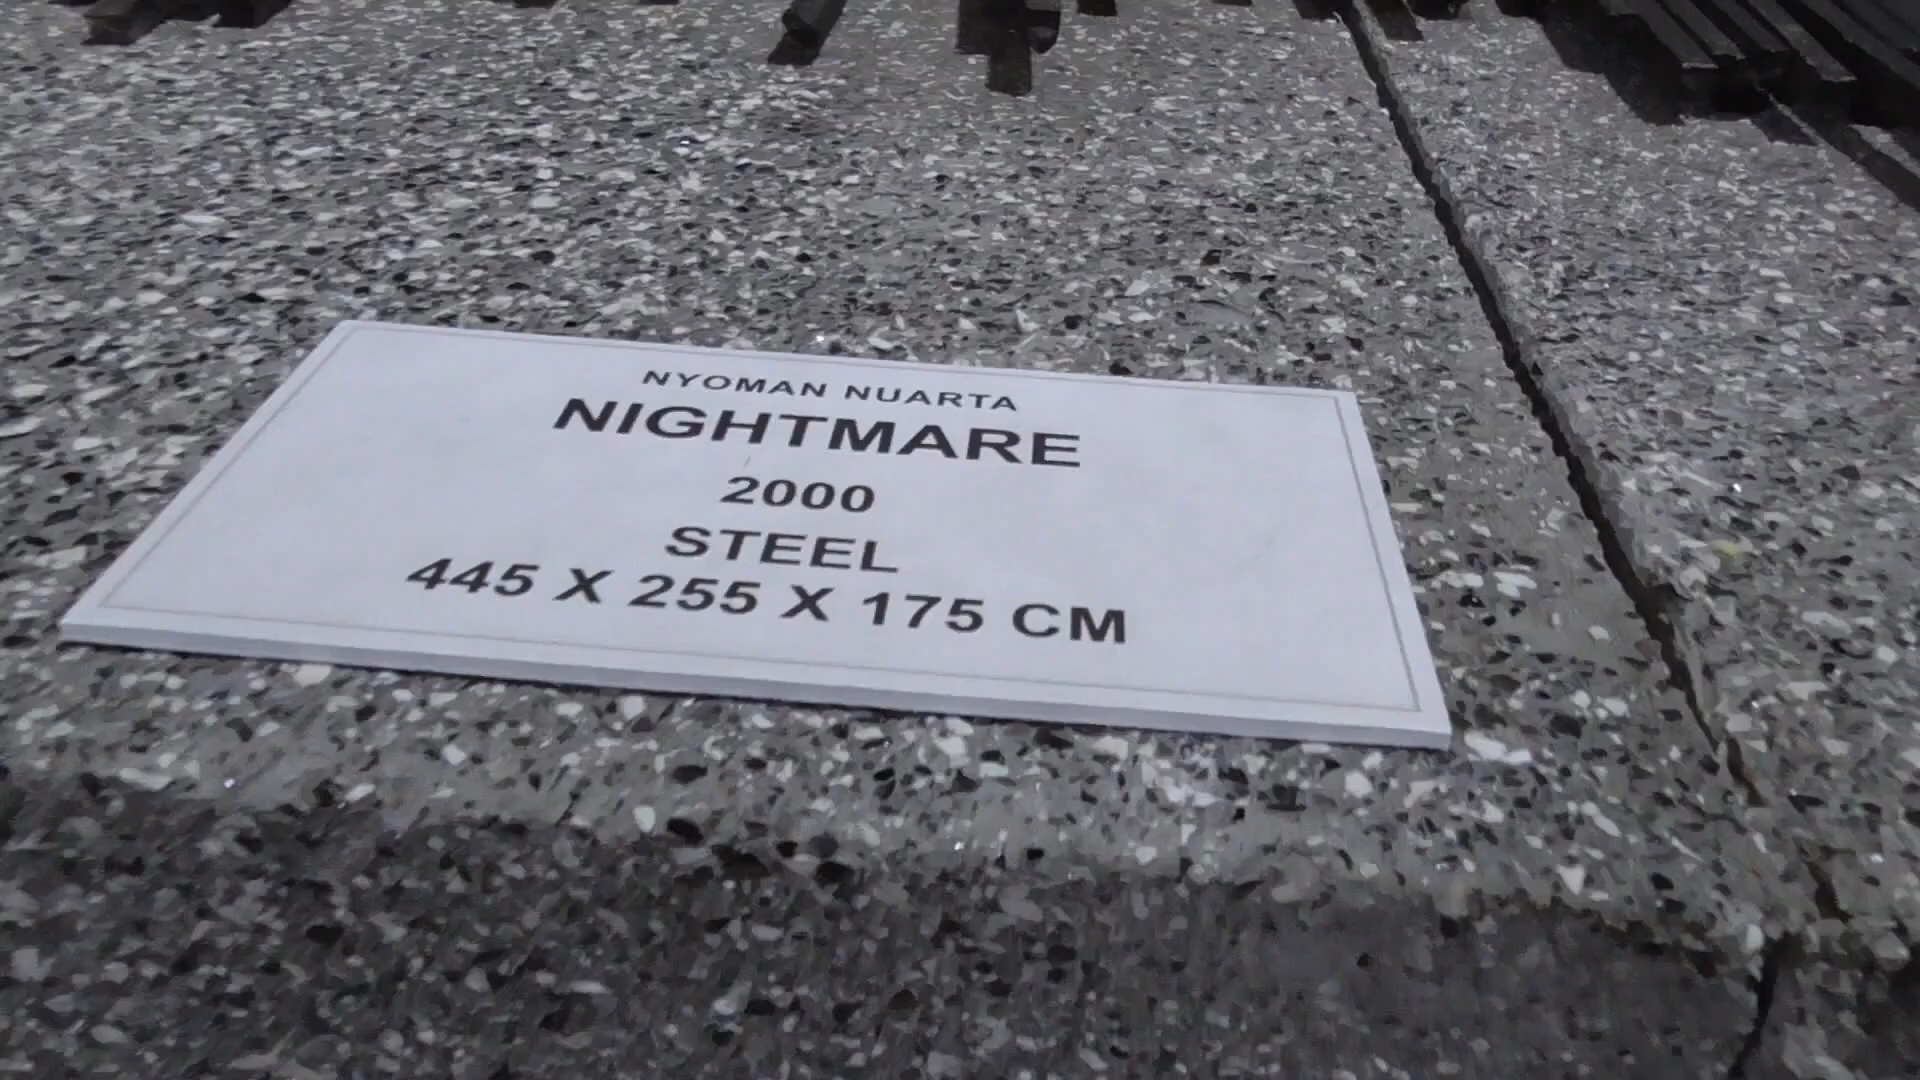 NYOMAN NUARTA
NIGHTMARE
2000
STEEL
445 X 255 X 175 CM